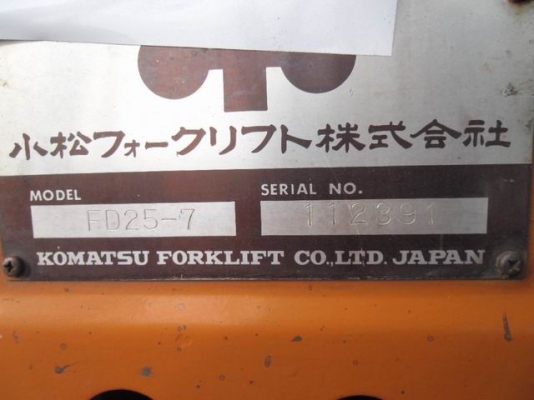 小松フォークリフト株式会社
MODEL SERIAL NO.
FD25-7 112391
KOMATSU FORKLIFT CO.,LTD. JAPAN